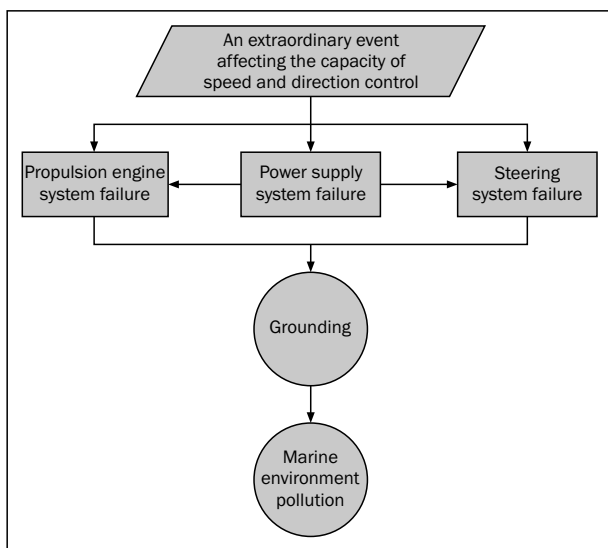 An extraordinary event
affecting the capacity of
speed and direction control
Propulsion engine
system failure
Power supply
system failure
Steering
system failure
Grounding
Marine
environment
pollution